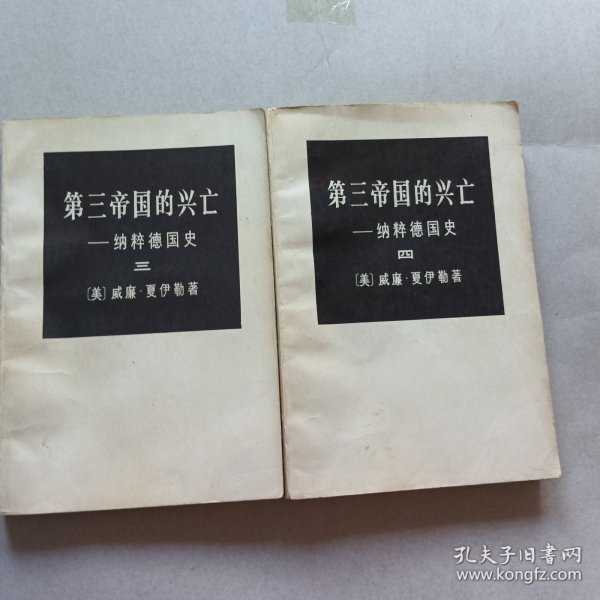 第三帝国的兴亡
—纳粹德国史
三
〔美〕威廉·夏伊勒著
第三帝国的兴亡
—纳粹德国史
四
〔美〕威廉·夏伊勒著
孔夫子旧书网
www.kongfz.com